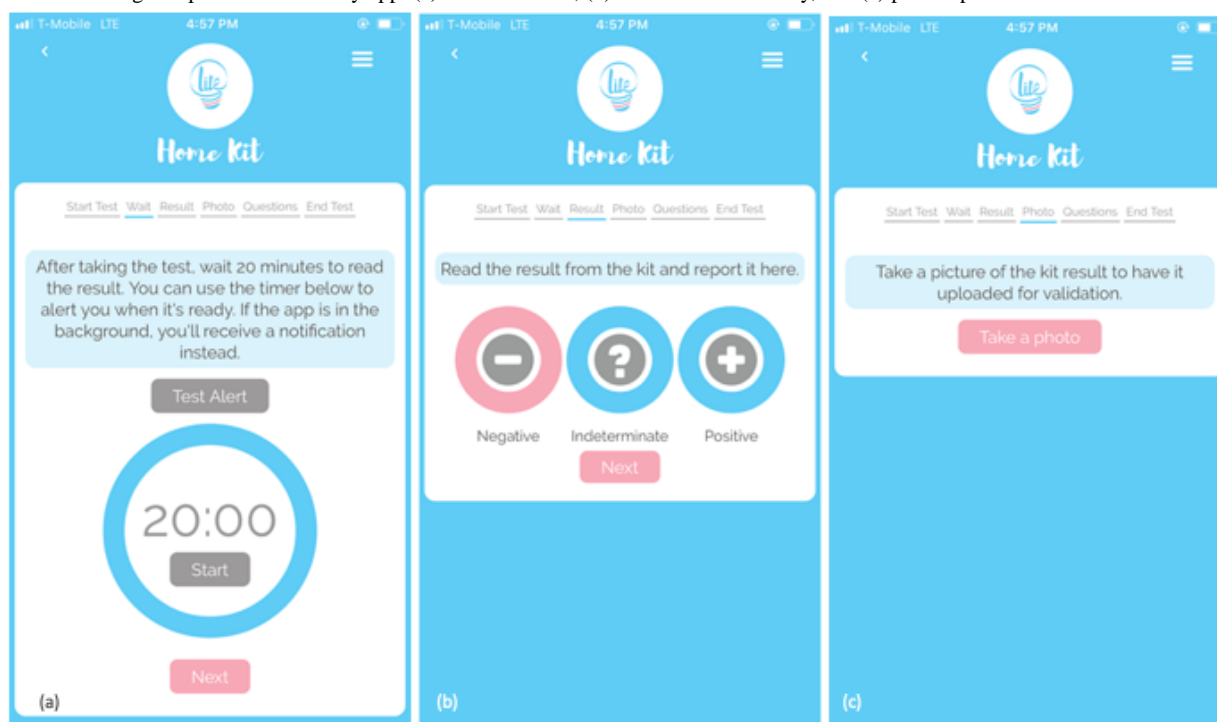 T-Mobile LTE 4:57 PM
lite
Home Kit
Start Test Wait Result Photo Questions End Test
After taking the test, wait 20 minutes to read
the result. You can use the timer below to
alert you when it's ready. If the app is in the
background, you'll receive a notification
instead.
Test Alert
20:00
Start
Next
(a)
T-Mobile LTE 4:57 PM
lite
Home Kit
Start Test Wait Result Photo Questions End Test
Read the result from the kit and report it here.
Negative Indeterminate Positive
Next
(b)
T-Mobile LTE 4:57 PM
lite
Home Kit
Start Test Wait Result Photo Questions End Test
Take a picture of the kit result to have it
uploaded for validation.
Take a photo
(c)